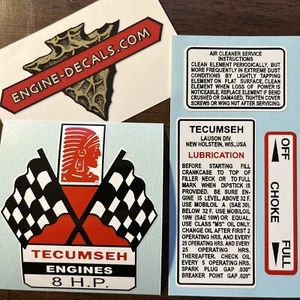 ENGINE-DECALS.COM
AIR CLEANER SERVICE
INSTRUCTIONS
CLEAN ELEMENT PERIODICALLY, BUT
MORE FREQUENTLY IN EXTREME DUST
CONDITIONS BY LIGHTLY TAPPING
ELEMENT ON FLAT SURFACE, CLEAN
ELEMENT WHEN LOSS OF POWER IS
NOTICEABLE, REPLACE ELEMENT IF BENT
CRUSHED OR DAMAGED, TIGHTEN COVER
SCREWS OR WING NUT AFTER SERVICING.
TECUMSEH
ENGINES
8 H.P.
TECUMSEH
LAUSON DIV.
NEW HOLSTEIN, WIS., USA
LUBRICATION
BEFORE STARTING FILL
CRANKCASE TO TOP OF
FILLER NECK OR TO FULL
MARK WHEN DIPSTICK IS
PROVIDED. BE SURE EN-
GINE IS LEVEL. ABOVE 32 F.
USE MOBILOIL A (SAE 30).
BELOW 32 F. USE MOBILOIL
10W (SAE 10W) OR EQUAL.
USE CLASS "MS" OIL ONLY.
CHANGE OIL AFTER FIRST 2
OPERATING HRS, AND EVERY
25 OPERATING HRS, AND EVERY
25 OPERATING HRS.
THEREAFTER. CHECK OIL
EVERY 5 OPERATING HRS.
SPARK PLUG GAP .030"
BREAKER POINT GAP .020"
OFF
CHOKE
FULL